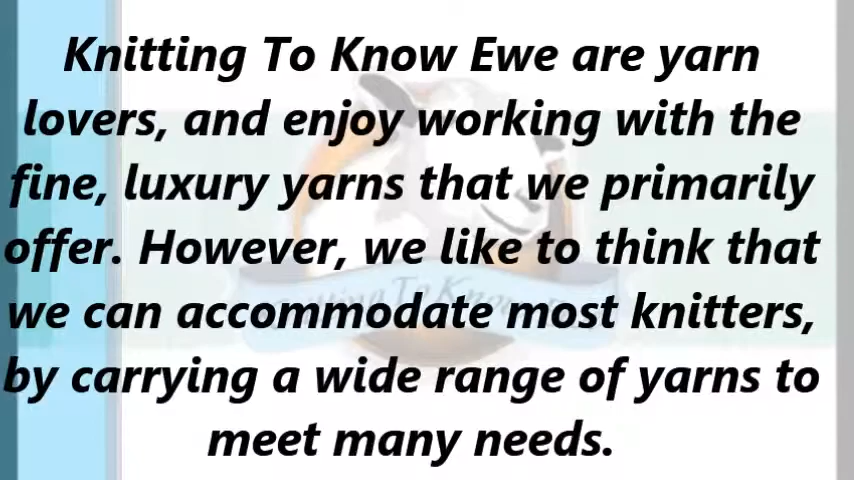 Knitting To Know Ewe are yarn
lovers, and enjoy working with the
fine, luxury yarns that we primarily
offer. However, we like to think that
we can accommodate most knitters,
by carrying a wide range of yarns to
meet many needs.